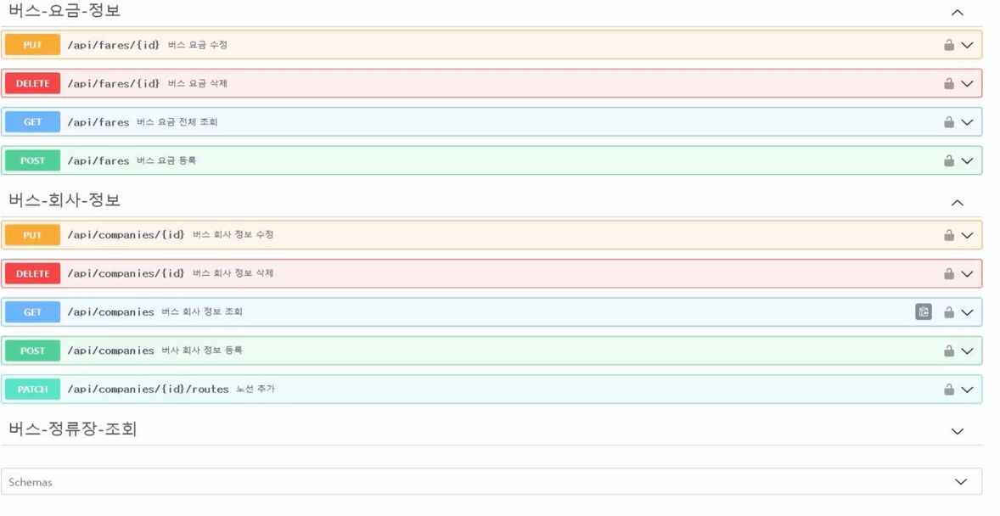 버스-요금-정보
PUT /api/fares/{id} 버스 요금 수정
DELETE /api/fares/{id} 버스 요금 삭제
GET /api/fares 버스 요금 전체 조회
POST /api/fares 버스 요금 등록
버스-회사-정보
PUT /api/companies/{id} 버스 회사 정보 수정
DELETE /api/companies/{id} 버스 회사 정보 삭제
GET /api/companies 버스 회사 정보 조회
POST /api/companies 버사 회사 정보 등록
PATCH /api/companies/{id}/routes 노선 추가
버스-정류장-조회
Schemas